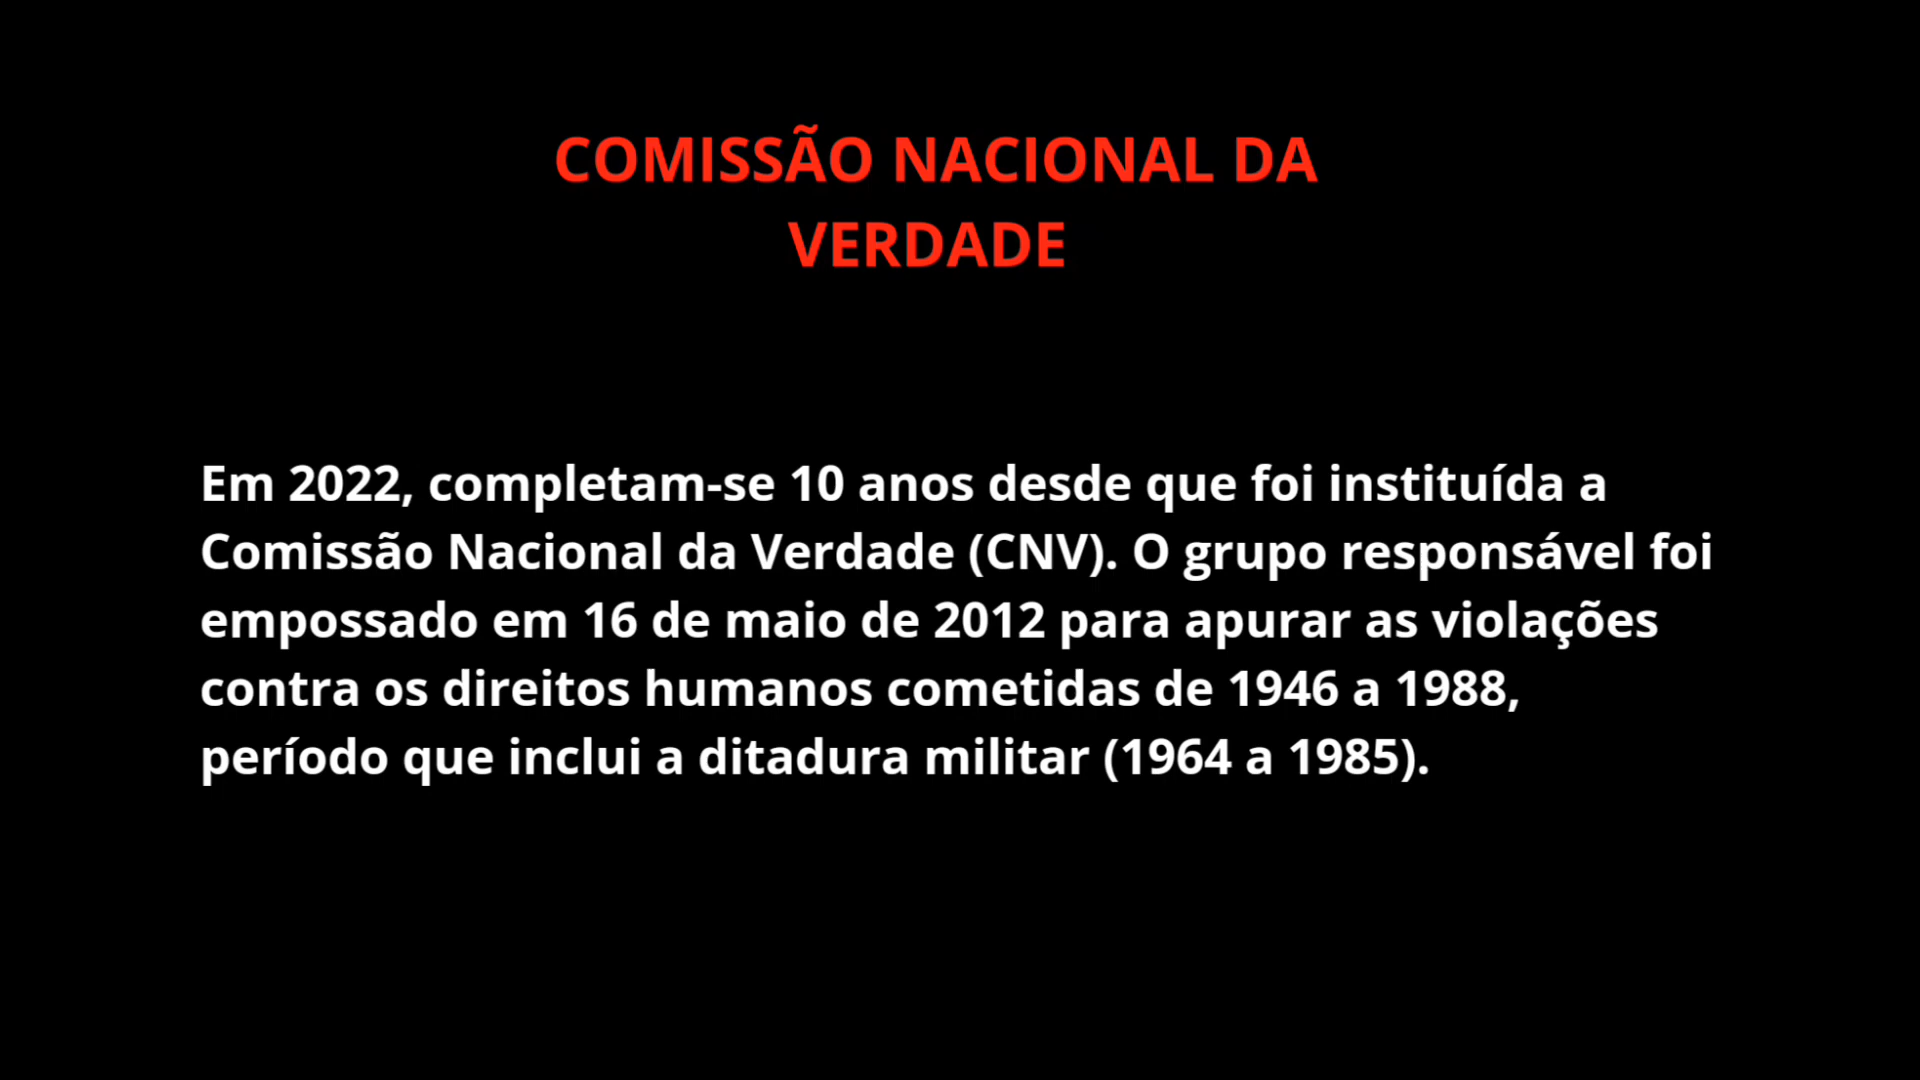 COMISSÃO NACIONAL DA
VERDADE
Em 2022, completam-se 10 anos desde que foi instituída a
Comissão Nacional da Verdade (CNV). O grupo responsável foi
empossado em 16 de maio de 2012 para apurar as violações
contra os direitos humanos cometidas de 1946 a 1988,
período que inclui a ditadura militar (1964 a 1985).